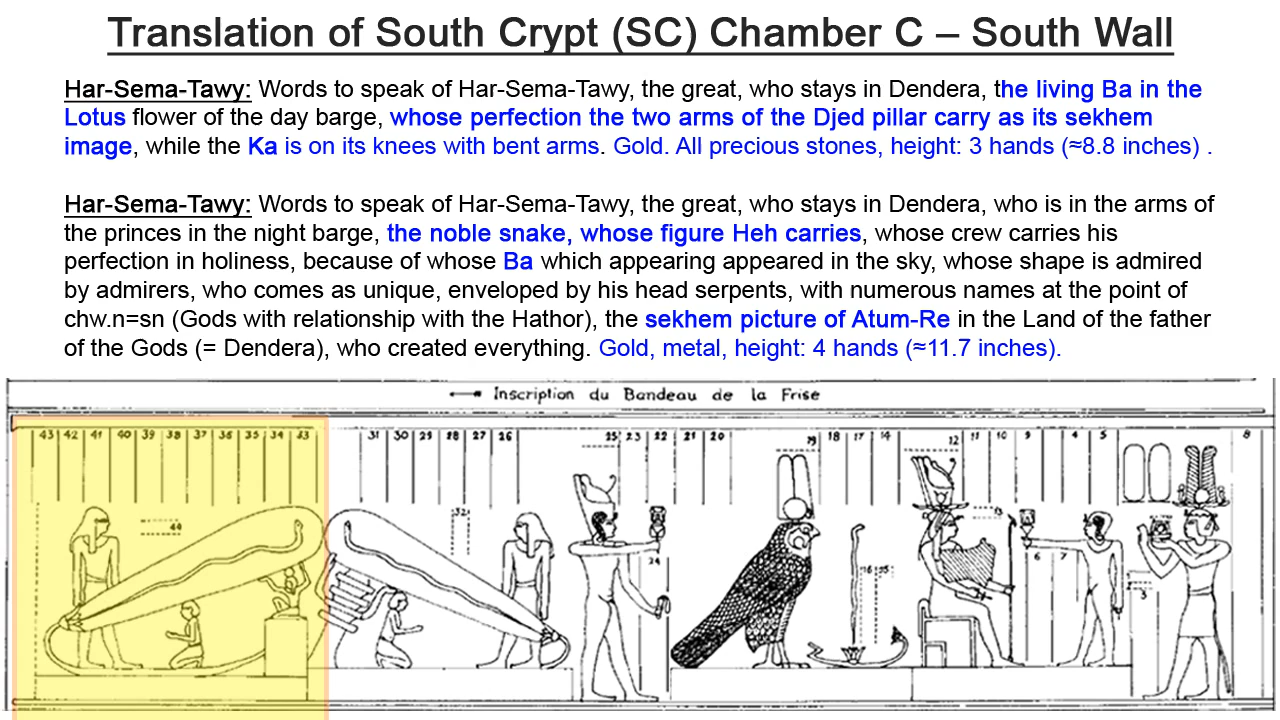 Translation of South Crypt (SC) Chamber C – South Wall
Har-Sema-Tawy: Words to speak of Har-Sema-Tawy, the great, who stays in Dendera, the living Ba in the
Lotus flower of the day barge, whose perfection the two arms of the Djed pillar carry as its sekhem
image, while the Ka is on its knees with bent arms. Gold. All precious stones, height: 3 hands (≈8.8 inches) .
Har-Sema-Tawy: Words to speak of Har-Sema-Tawy, the great, who stays in Dendera, who is in the arms of
the princes in the night barge, the noble snake, whose figure Heh carries, whose crew carries his
perfection in holiness, because of whose Ba which appearing appeared in the sky, whose shape is admired
by admirers, who comes as unique, enveloped by his head serpents, with numerous names at the point of
chw.n=sn (Gods with relationship with the Hathor), the sekhem picture of Atum-Re in the Land of the father
of the Gods (= Dendera), who created everything. Gold, metal, height: 4 hands (≈11.7 inches).
Inscription du Bandeau de la Frise
43 42 41 40 39 38 37 36 35 34 33 31 30 29 28 27 26 25 23 22 21 20 19 18 17 14 12 11 10 9 4 5 8
44 32 13
24 16 15 6 7
3